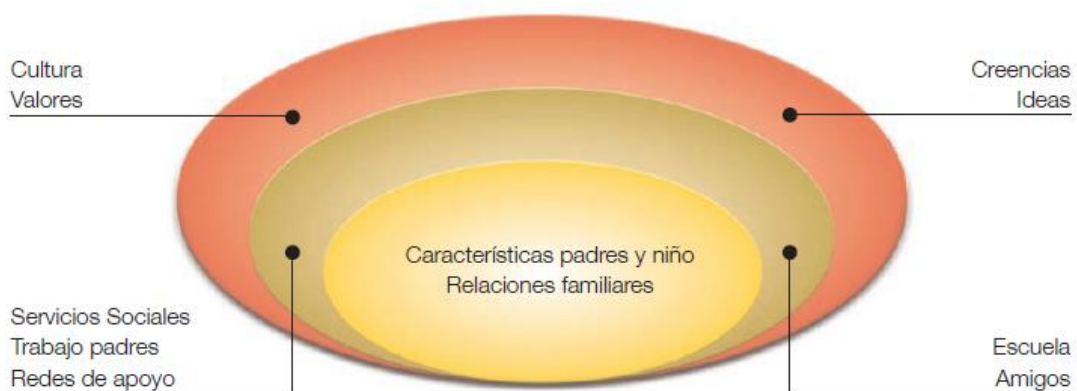 Cultura
Valores
Creencias
Ideas
Características padres y niño
Relaciones familiares
Servicios Sociales
Trabajo padres
Redes de apoyo
Escuela
Amigos